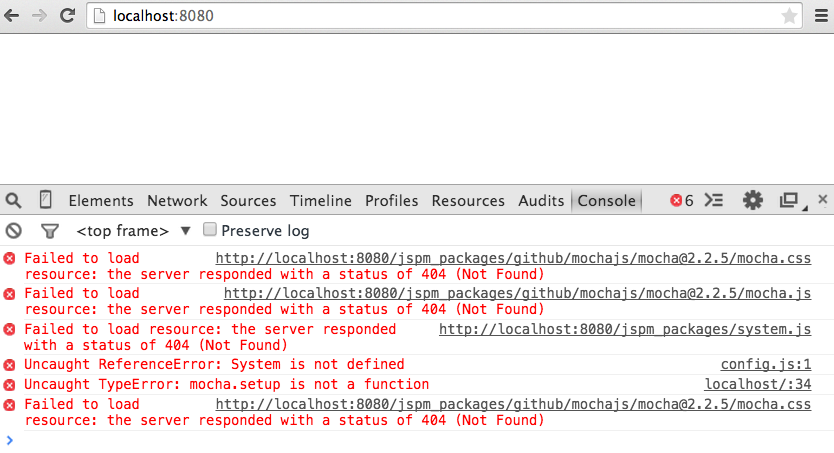 localhost:8080
Elements Network Sources Timeline Profiles Resources Audits Console 6
<top frame> ▼ Preserve log
Failed to load http://localhost:8080/jspm_packages/github/mochajs/mocha@2.2.5/mocha.css
resource: the server responded with a status of 404 (Not Found)
Failed to load http://localhost:8080/jspm_packages/github/mochajs/mocha@2.2.5/mocha.js
resource: the server responded with a status of 404 (Not Found)
Failed to load resource: the server responded http://localhost:8080/jspm_packages/system.js
with a status of 404 (Not Found)
Uncaught ReferenceError: System is not defined config.js:1
Uncaught TypeError: mocha.setup is not a function localhost/:34
Failed to load http://localhost:8080/jspm_packages/github/mochajs/mocha@2.2.5/mocha.css
resource: the server responded with a status of 404 (Not Found)